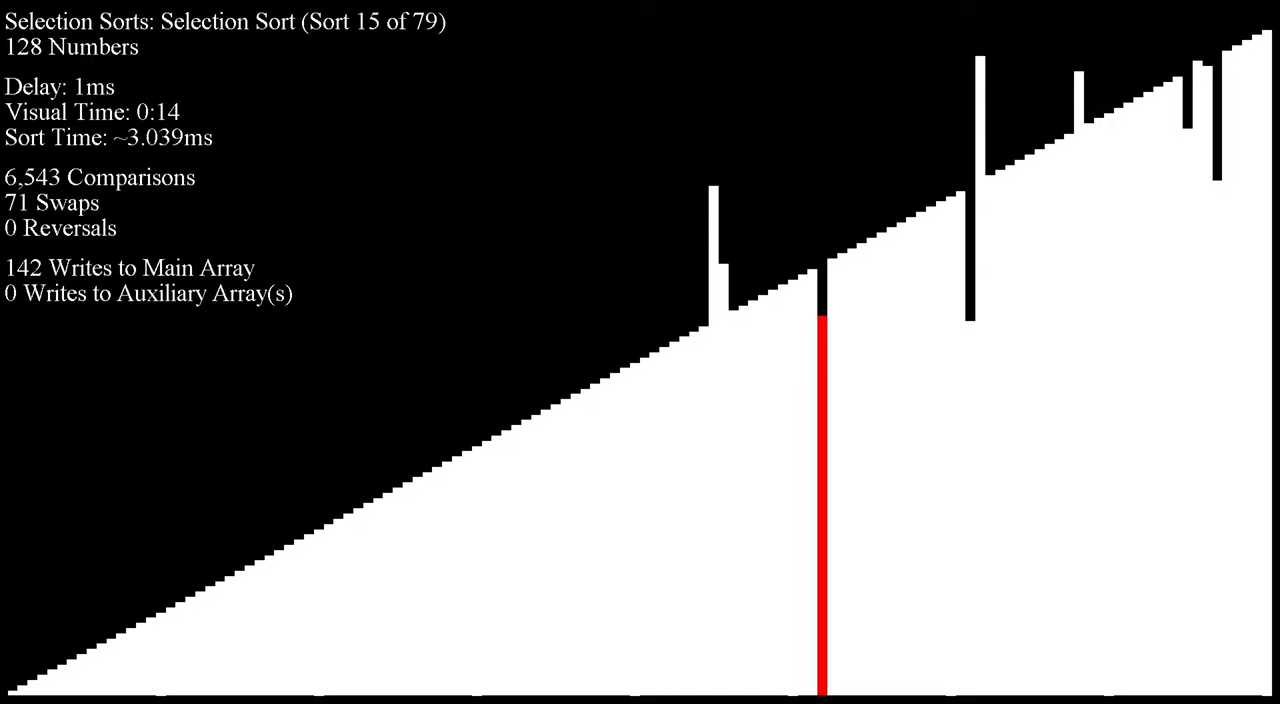 Selection Sorts: Selection Sort (Sort 15 of 79)
128 Numbers
Delay: 1ms
Visual Time: 0:14
Sort Time: ~3.039ms
6,543 Comparisons
71 Swaps
0 Reversals
142 Writes to Main Array
0 Writes to Auxiliary Array(s)